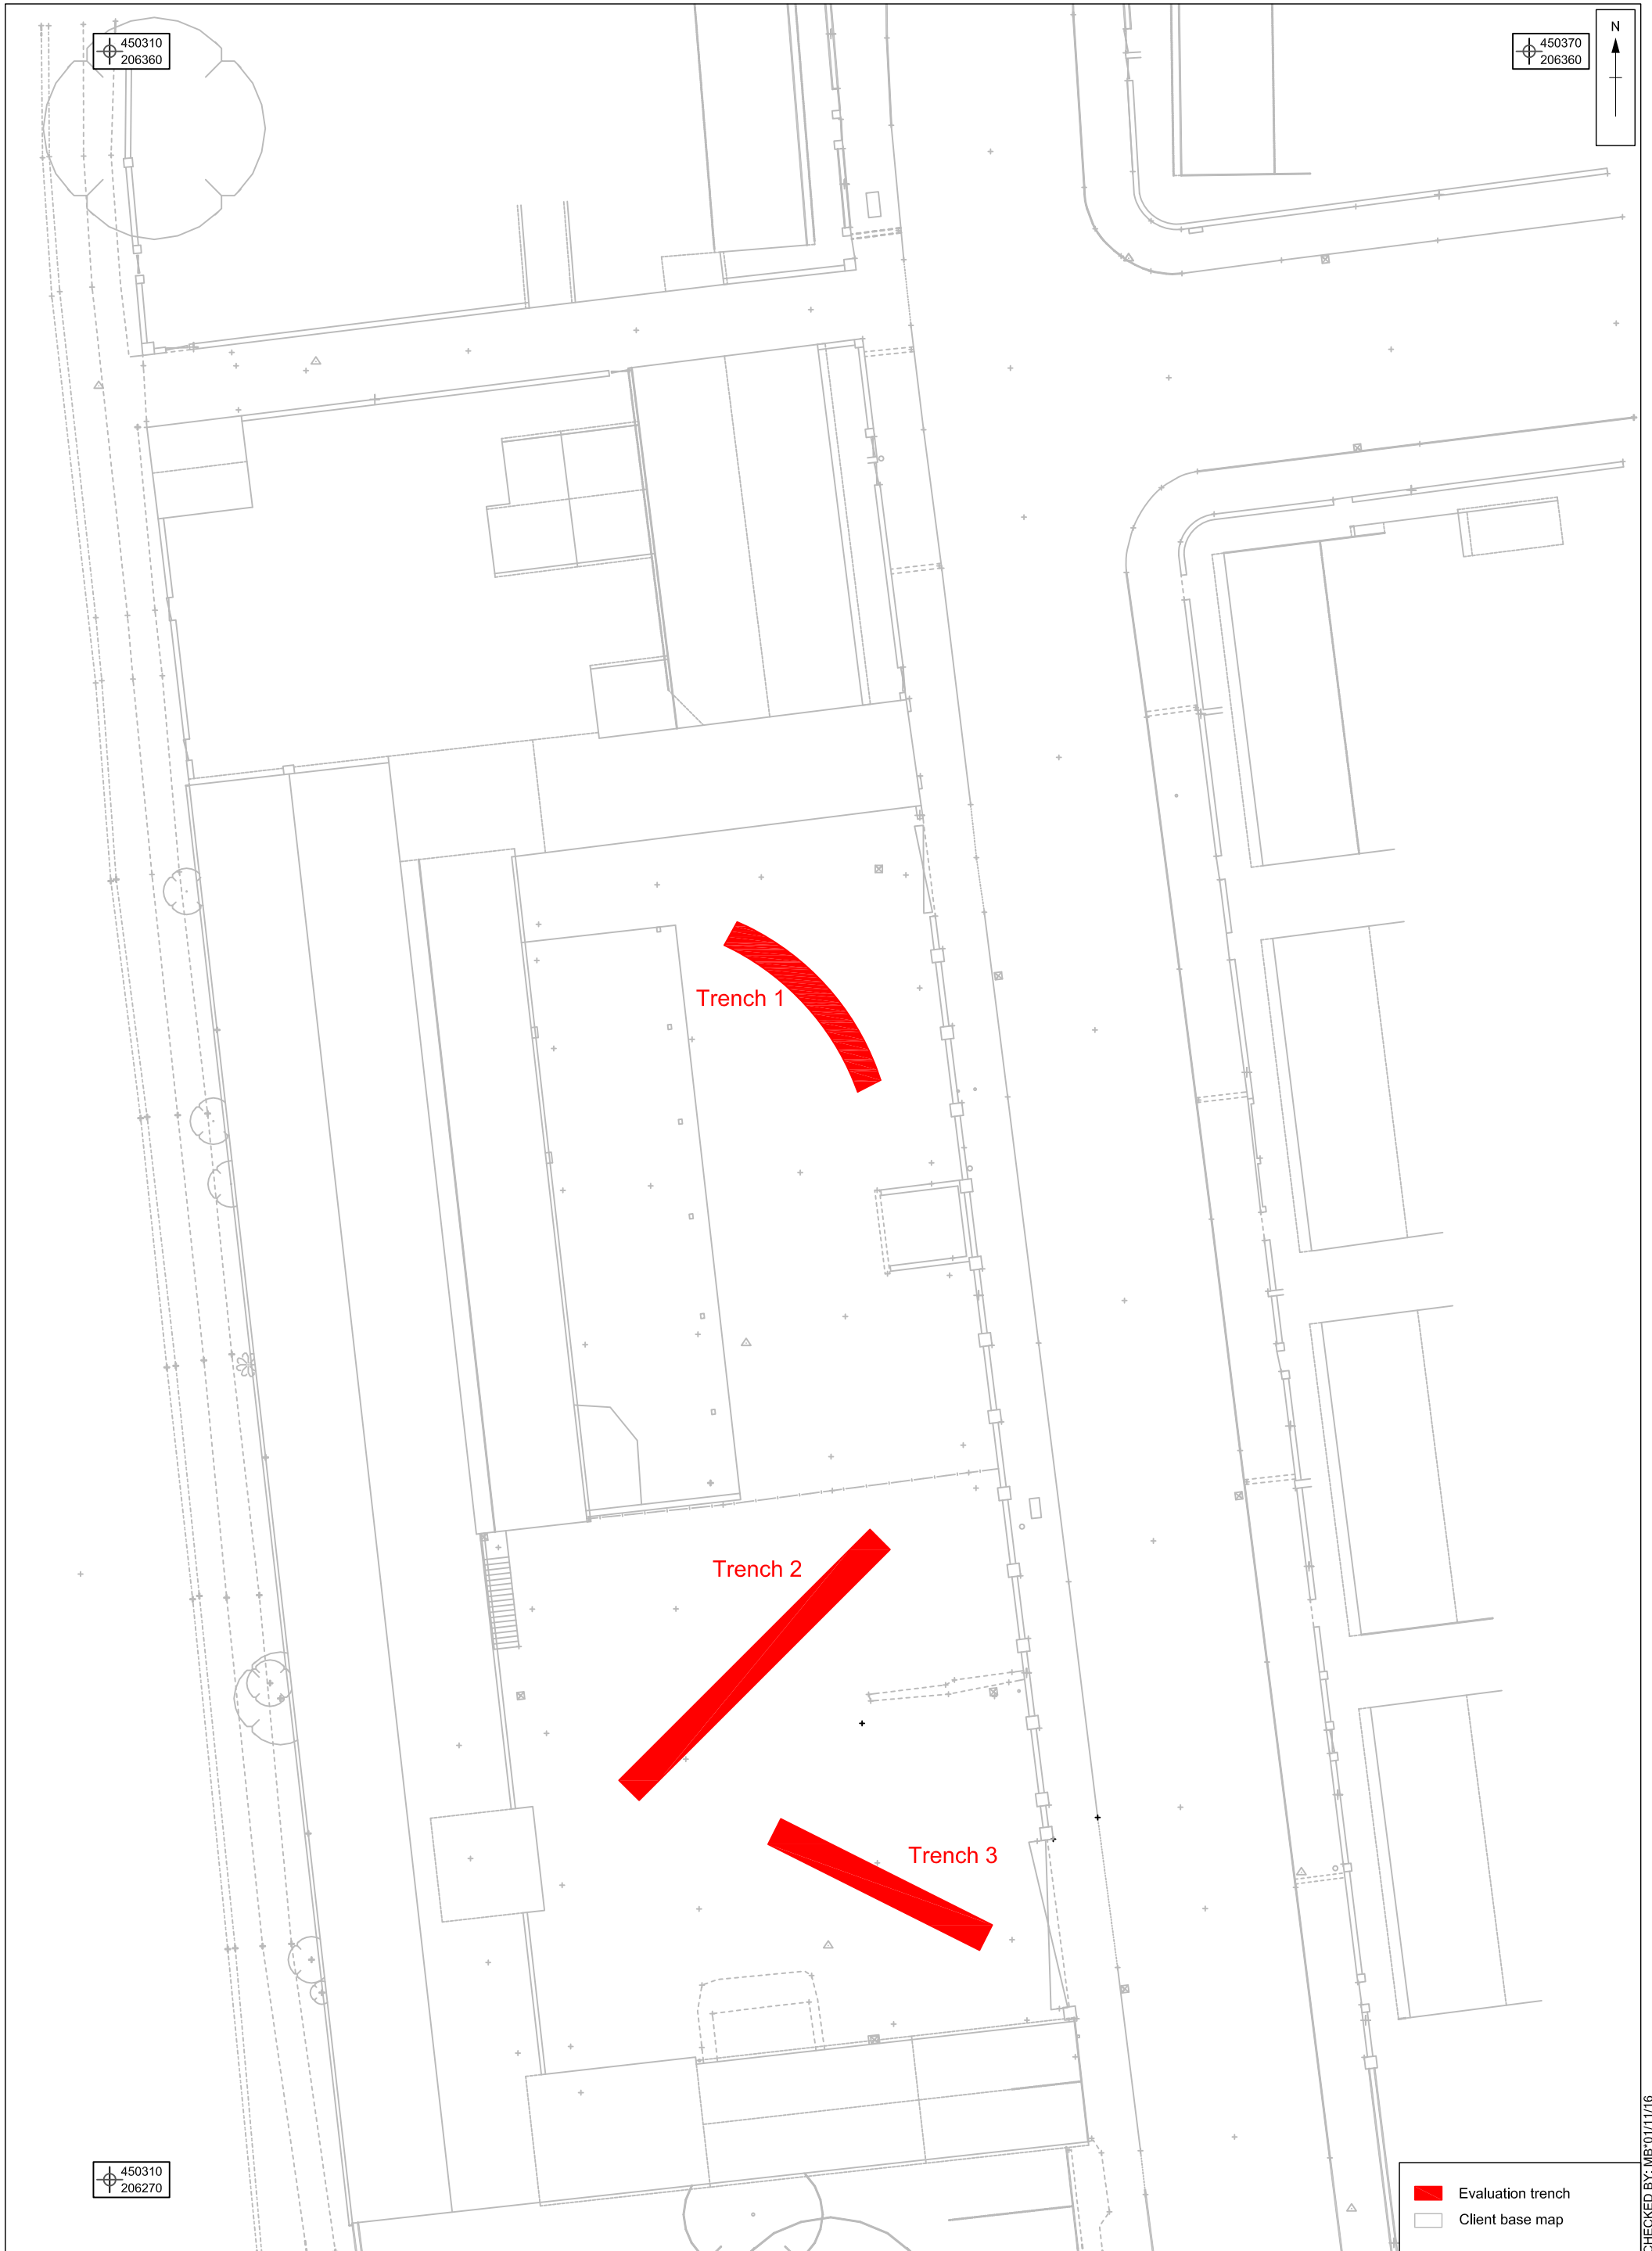 450310
206360
450370
206360
N
Trench 1
Trench 2
Trench 3
450310
206270
Evaluation trench
Client base map
CHECKED BY: MB*01/11/16